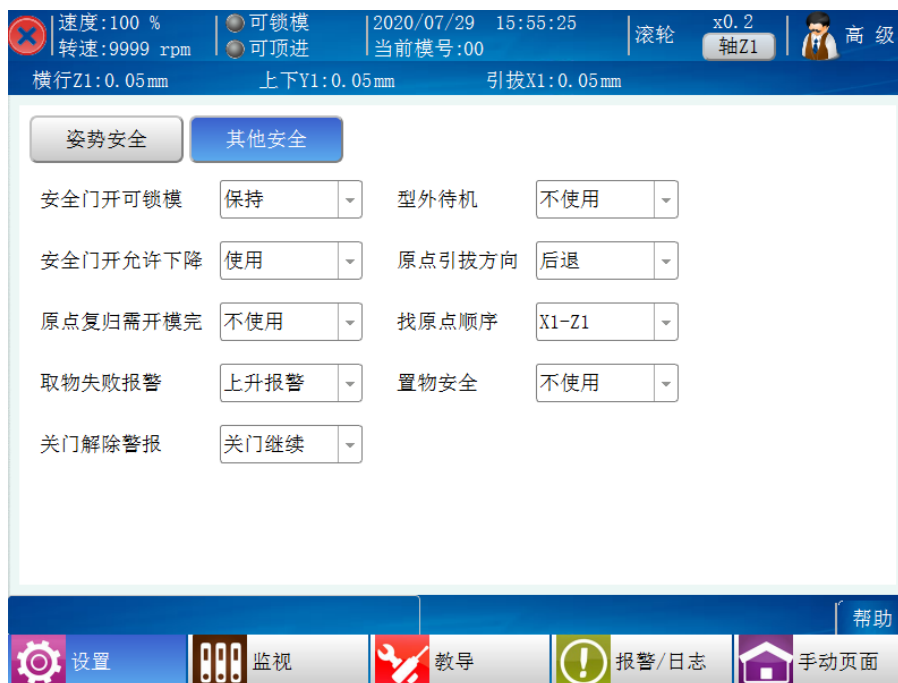 速度:100 % 可锁模 2020/07/29 15:55:25 滚轮 x0.2 高 级
转速:9999 rpm 可顶进 当前模号:00 轴Z1
横行Z1:0.05mm 上下Y1:0.05mm 引拔X1:0.05mm
姿势安全 其他安全
安全门开可锁模 保持 型外待机 不使用
安全门开允许下降 使用 原点引拔方向 后退
原点复归需开模完 不使用 找原点顺序 X1-Z1
取物失败报警 上升报警 置物安全 不使用
关门解除警报 关门继续
帮助
设置 监视 教导 报警/日志 手动页面